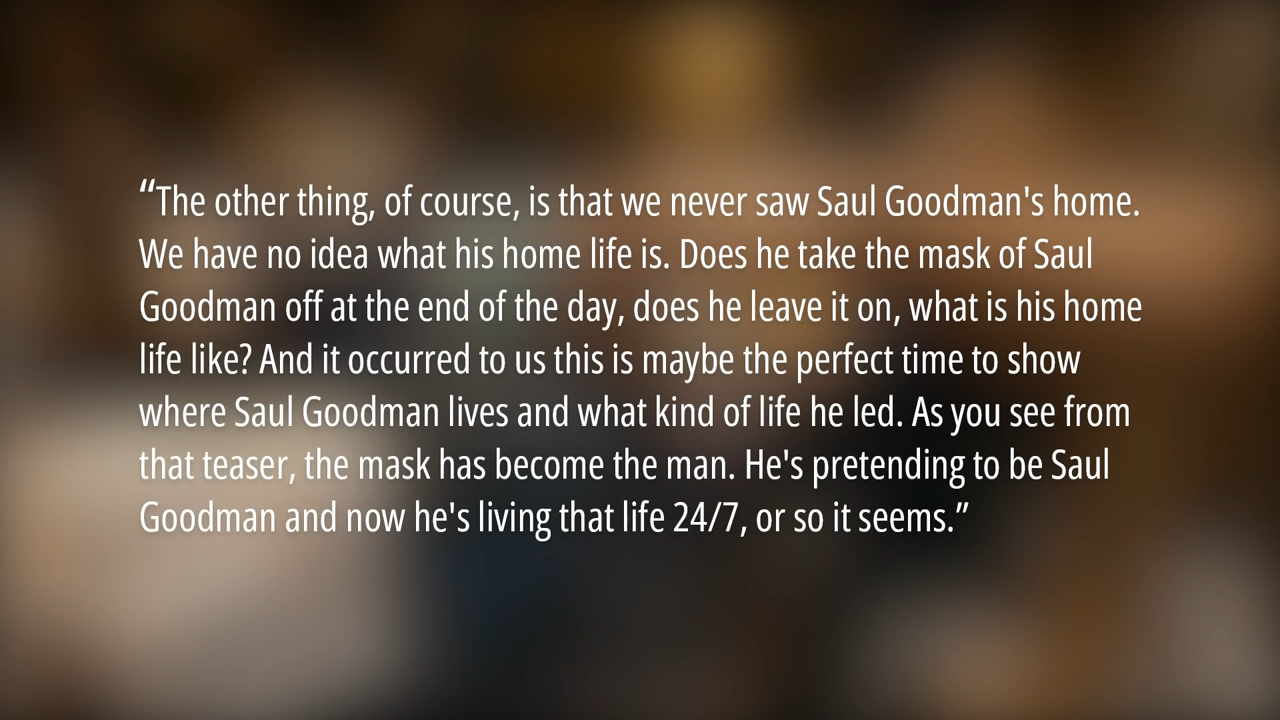 “The other thing, of course, is that we never saw Saul Goodman's home.
We have no idea what his home life is. Does he take the mask of Saul
Goodman off at the end of the day, does he leave it on, what is his home
life like? And it occurred to us this is maybe the perfect time to show
where Saul Goodman lives and what kind of life he led. As you see from
that teaser, the mask has become the man. He's pretending to be Saul
Goodman and now he's living that life 24/7, or so it seems.”